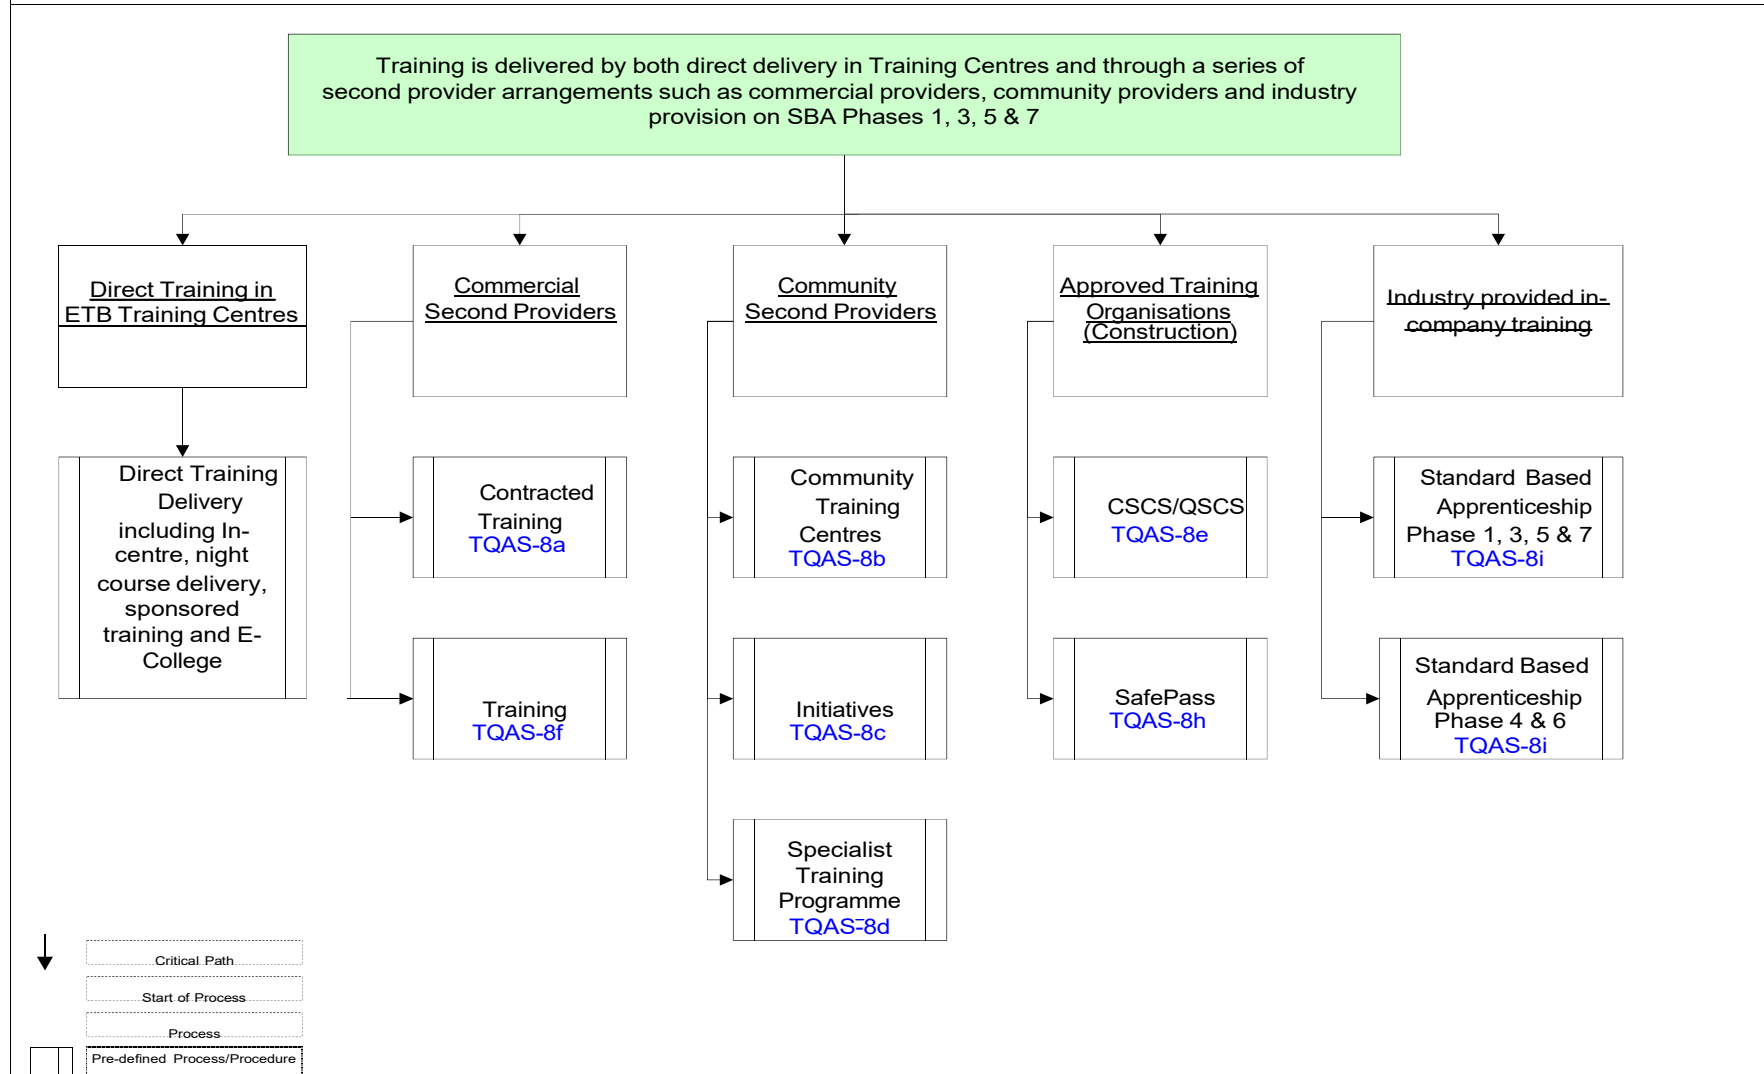 Training is delivered by both direct delivery in Training Centres and through a series of
second provider arrangements such as commercial providers, community providers and industry
provision on SBA Phases 1, 3, 5 & 7
Direct Training in
ETB Training Centres
Commercial
Second Providers
Community
Second Providers
Approved Training
Organisations
(Construction)
Industry provided in-
company training
Direct Training
Delivery
including In-
centre, night
course delivery,
sponsored
training and E-
College
Contracted
Training
TQAS-8a
Community
Training
Centres
TQAS-8b
CSCS/QSCS
TQAS-8e
Standard Based
Apprenticeship
Phase 1, 3, 5 & 7
TQAS-8i
Training
TQAS-8f
Initiatives
TQAS-8c
SafePass
TQAS-8h
Standard Based
Apprenticeship
Phase 4 & 6
TQAS-8i
Specialist
Training
Programme
TQAS-8d
Critical Path
Start of Process
Process
Pre-defined Process/Procedure